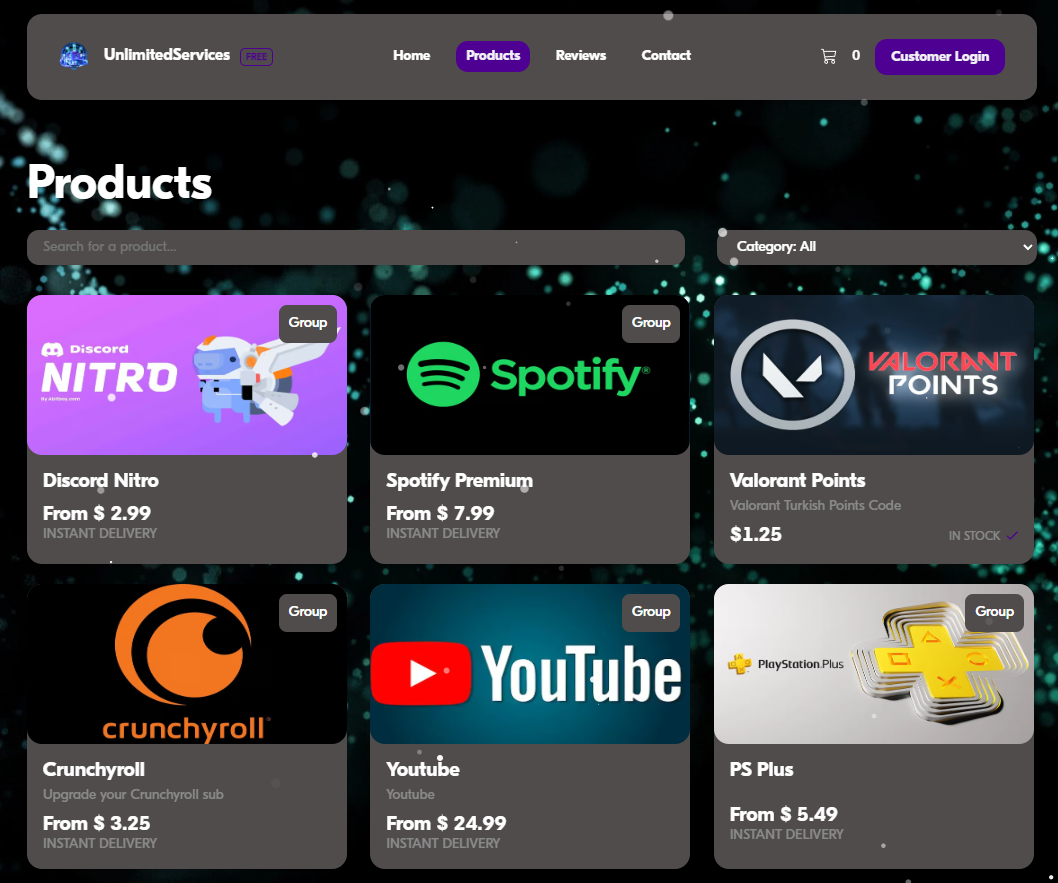 UnlimitedServices FREE Home Products Reviews Contact 0 Customer Login
Products
Search for a product... Category: All
Group
Discord
NITRO
Discord Nitro
From $ 2.99
INSTANT DELIVERY
Group
Spotify®
Spotify Premium
From $ 7.99
INSTANT DELIVERY
VALORANT
POINTS
Valorant Points
Valorant Turkish Points Code
$1.25 IN STOCK
Group
crunchyroll
Crunchyroll
Upgrade your Crunchyroll sub
From $ 3.25
INSTANT DELIVERY
Group
YouTube
Youtube
Youtube
From $ 24.99
INSTANT DELIVERY
Group
PlayStation.Plus
PS Plus
From $ 5.49
INSTANT DELIVERY